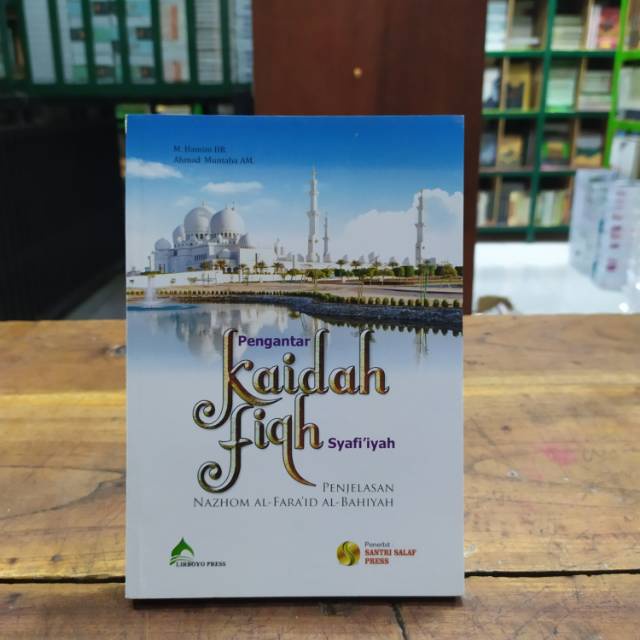 M. Hamim HR
Ahmad Muntaha AM.
Pengantar
Kaidah
Fiqh
Syafi'iyah
PENJELASAN
NAZHOM AL-FARA'ID AL-BAHIYAH
LIRBOYO PRESS
Penerbit
SANTRI SALAF
PRESS